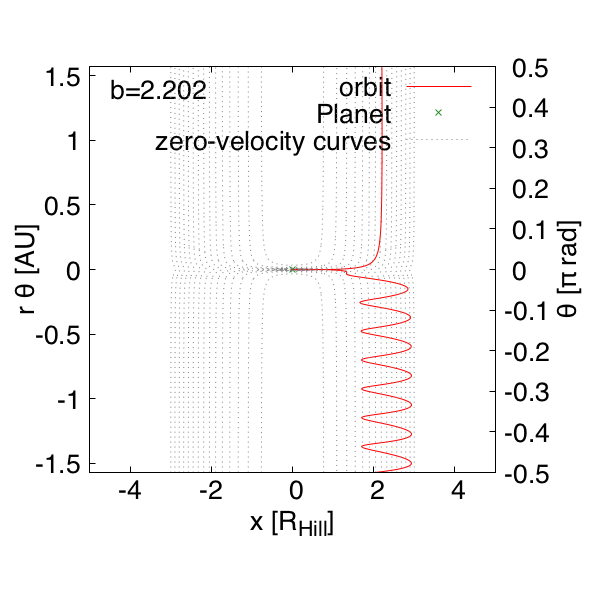 b=2.202
orbit
Planet
zero-velocity curves
r θ [AU]
1.5
1
0.5
0
-0.5
-1
-1.5
0.5
0.4
0.3
0.2
0.1
0
-0.1
-0.2
-0.3
-0.4
-0.5
θ [π rad]
-4 -2 0 2 4
x [R_Hill]